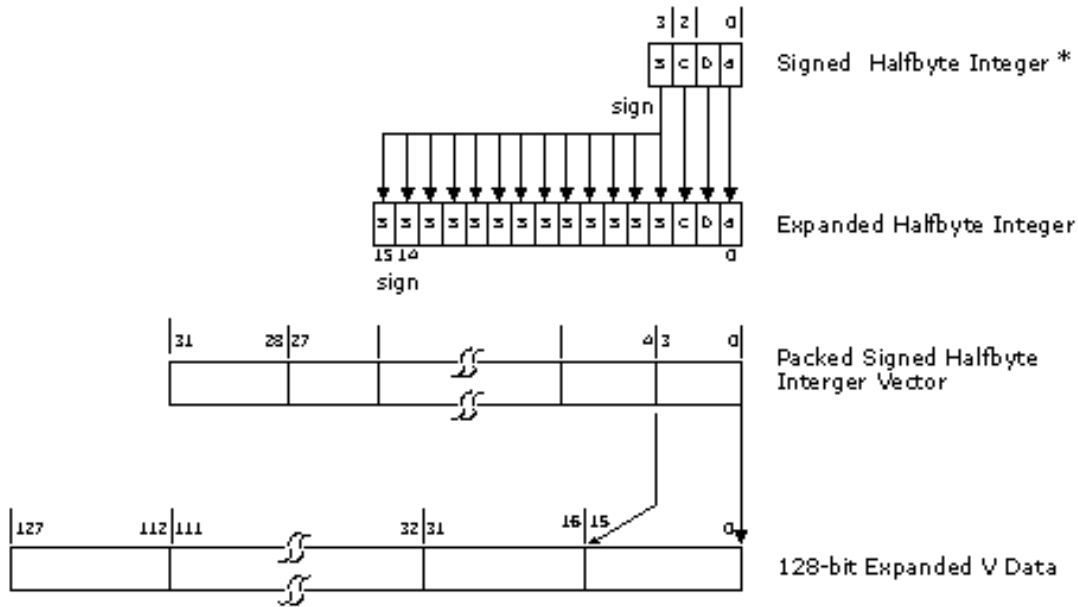 3 2 0
S C D a Signed Halfbyte Integer *
sign
S S S S S S S S S S S S S C D a Expanded Halfbyte Integer
15 14 0
sign
31 28 27 4 3 0
Packed Signed Halfbyte
Interger Vector
127 112 111 32 31 16 15 0
128-bit Expanded V Data